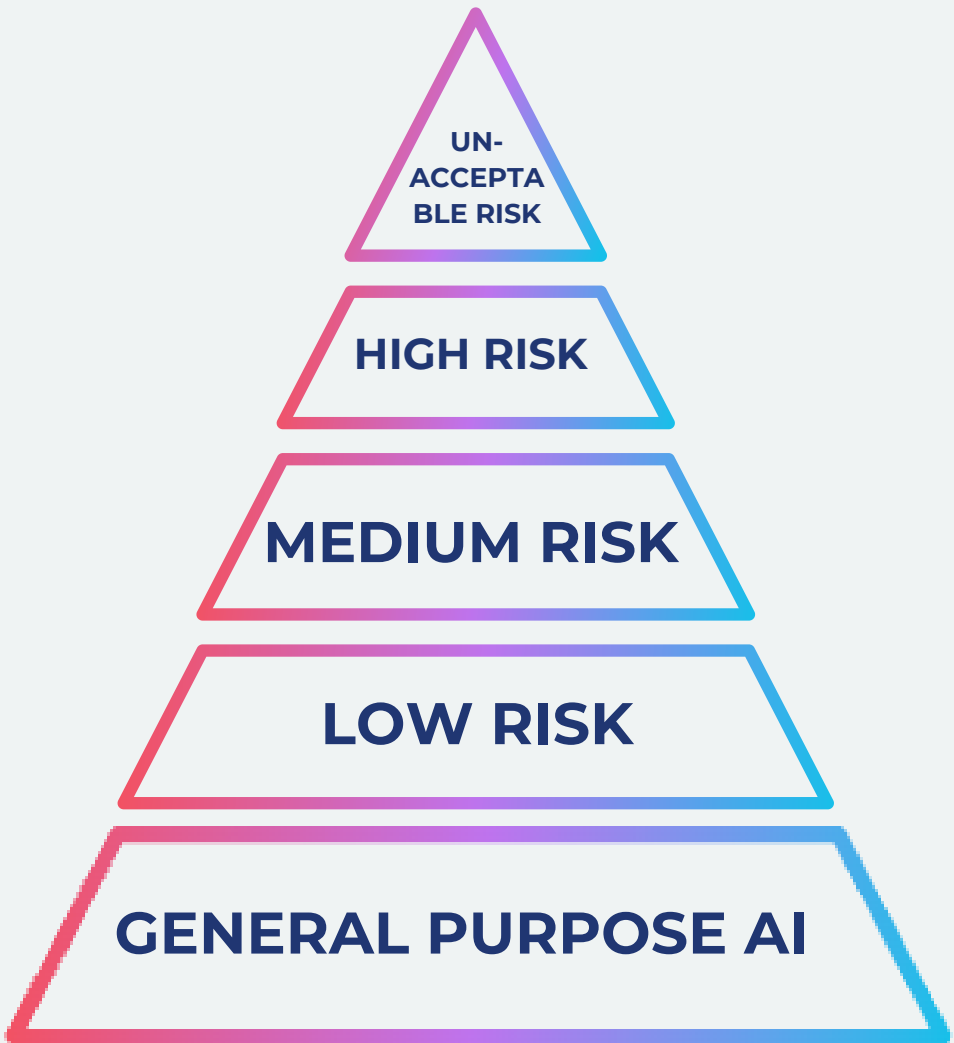 UN-
ACCEPTA
BLE RISK
HIGH RISK
MEDIUM RISK
LOW RISK
GENERAL PURPOSE AI